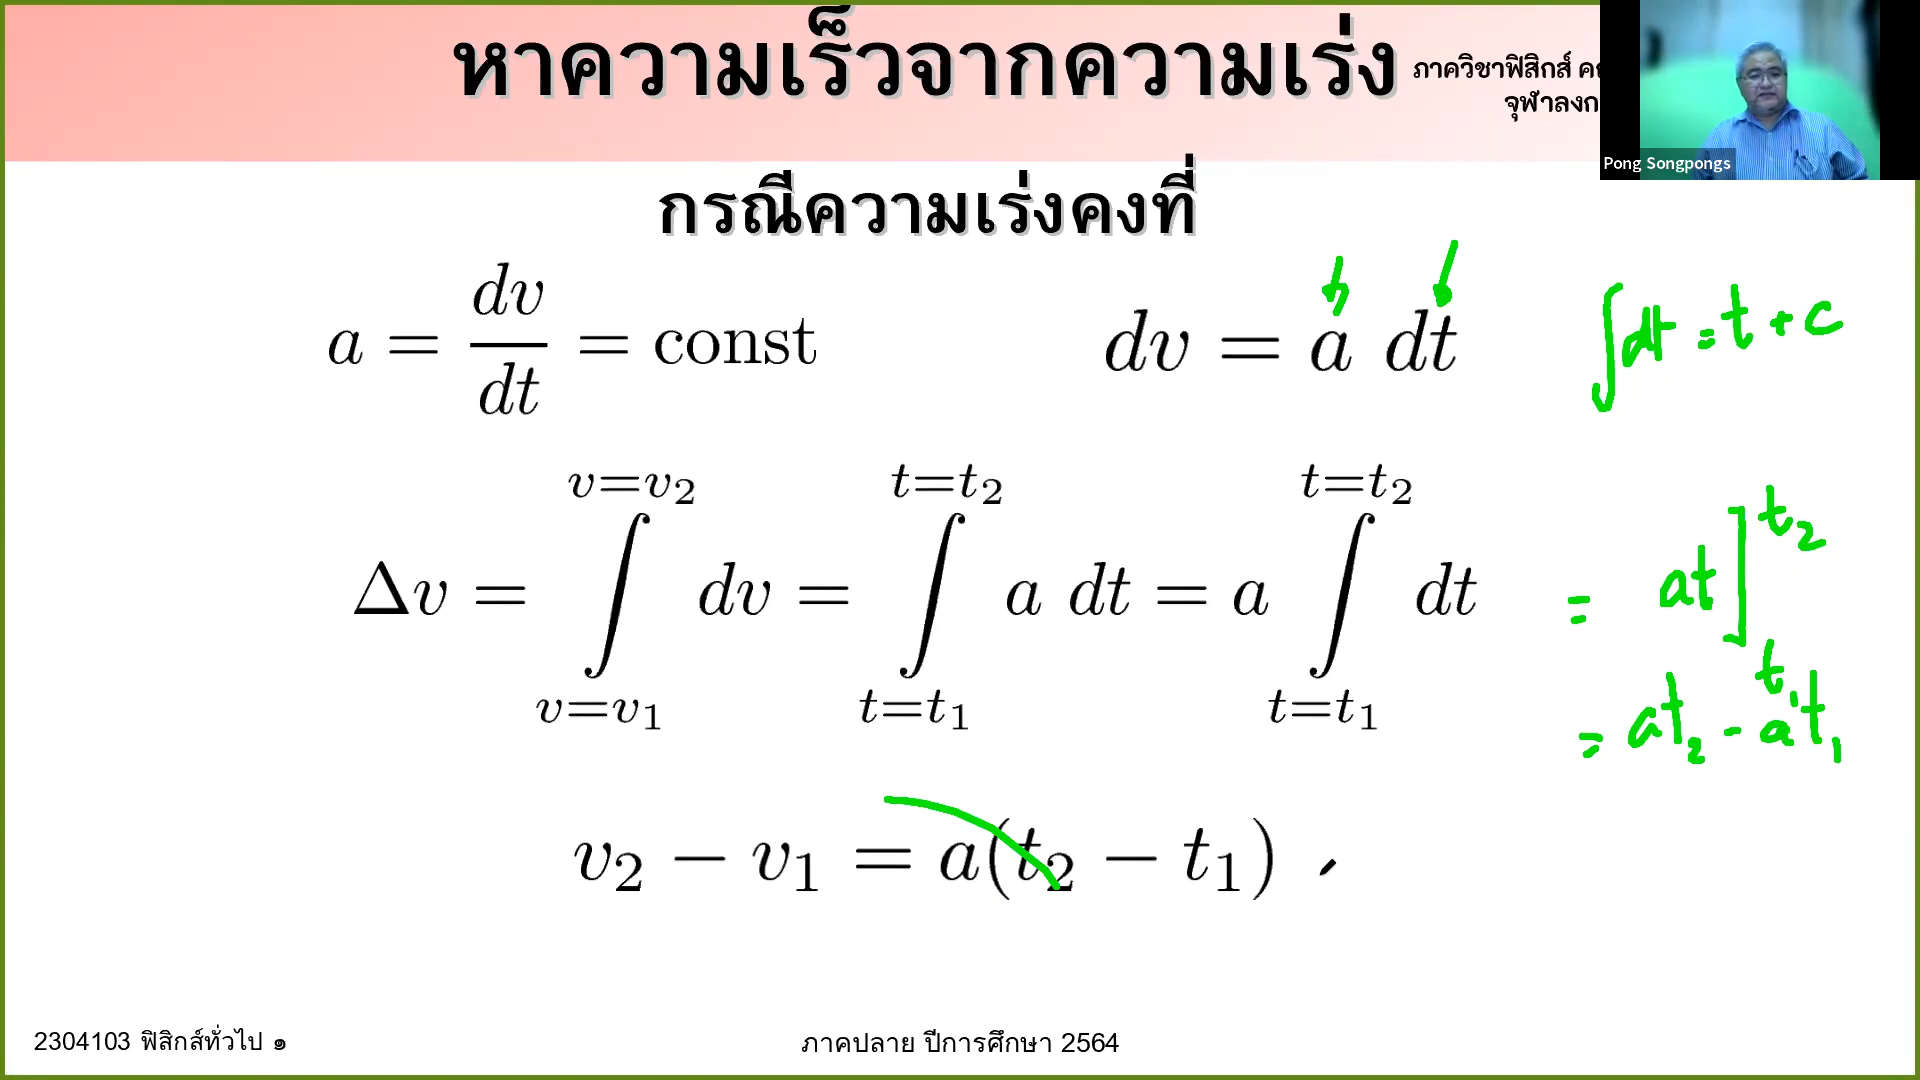 หาความเร็วจากความเร่ง
ภาควิชาฟิสิกส์
จุฬาลงก
Pong Songpongs
กรณีความเร่งคงที่
a = dv/dt = const
dv = a dt
∫dt = t + c
Δv = ∫_{v=v₁}^{v=v₂} dv = ∫_{t=t₁}^{t=t₂} a dt = a ∫_{t=t₁}^{t=t₂} dt
= at]_{t₁}^{t₂}
= at₂ - at₁
v₂ − v₁ = a(t₂ − t₁)
2304103 ฟิสิกส์ทั่วไป ๑
ภาคปลาย ปีการศึกษา 2564